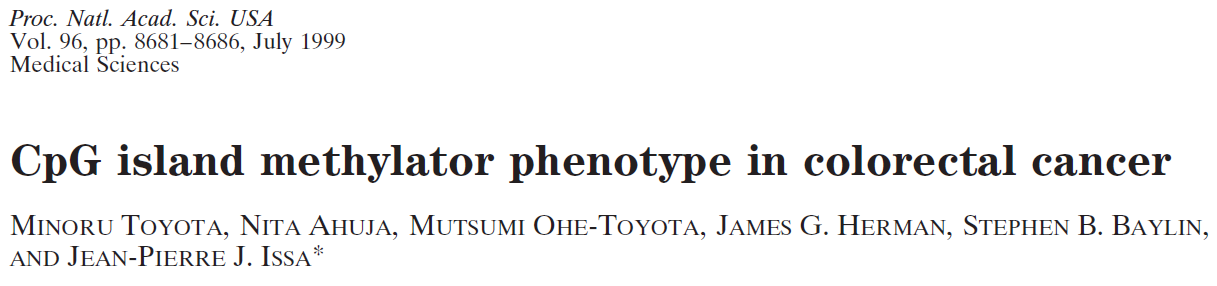 Proc. Natl. Acad. Sci. USA
Vol. 96, pp. 8681–8686, July 1999
Medical Sciences
CpG island methylator phenotype in colorectal cancer
MINORU TOYOTA, NITA AHUJA, MUTSUMI OHE-TOYOTA, JAMES G. HERMAN, STEPHEN B. BAYLIN,
AND JEAN-PIERRE J. ISSA*